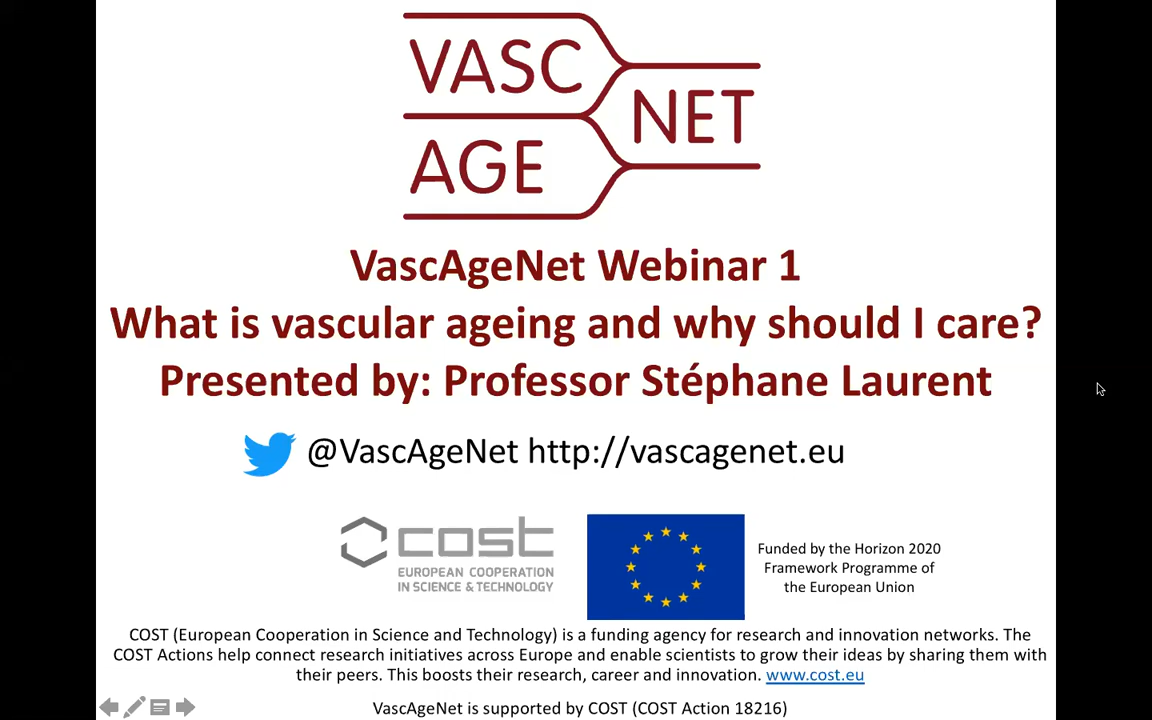 VASC
NET
AGE
VascAgeNet Webinar 1
What is vascular ageing and why should I care?
Presented by: Professor Stéphane Laurent
@VascAgeNet http://vascagenet.eu
cost
EUROPEAN COOPERATION
IN SCIENCE & TECHNOLOGY
Funded by the Horizon 2020
Framework Programme of
the European Union
COST (European Cooperation in Science and Technology) is a funding agency for research and innovation networks. The
COST Actions help connect research initiatives across Europe and enable scientists to grow their ideas by sharing them with
their peers. This boosts their research, career and innovation. www.cost.eu
VascAgeNet is supported by COST (COST Action 18216)